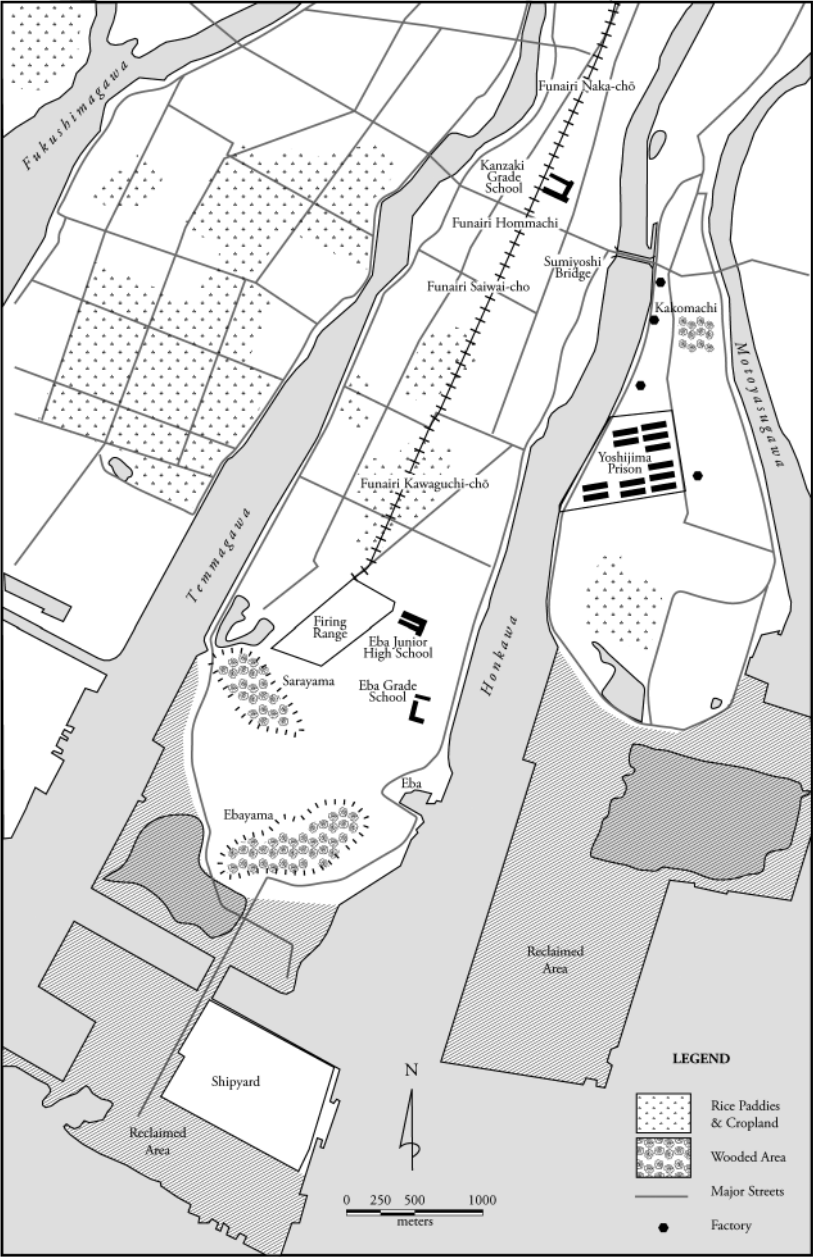 Fukushimagawa
Funairi Naka-chō
Kanzaki
Grade
School
Funairi Hommachi
Sumiyoshi
Bridge
Funairi Saiwai-cho
Kakomachi
Motoyasugawa
Yoshijima
Prison
Funairi Kawaguchi-chō
Temmagawa
Firing
Range
Eba Junior
High School
Honkawa
Sarayama
Eba Grade
School
Eba
Ebayama
Reclaimed
Area
Shipyard
Reclaimed
Area
N
0 250 500 1000
meters
LEGEND
Rice Paddies
& Cropland
Wooded Area
Major Streets
Factory